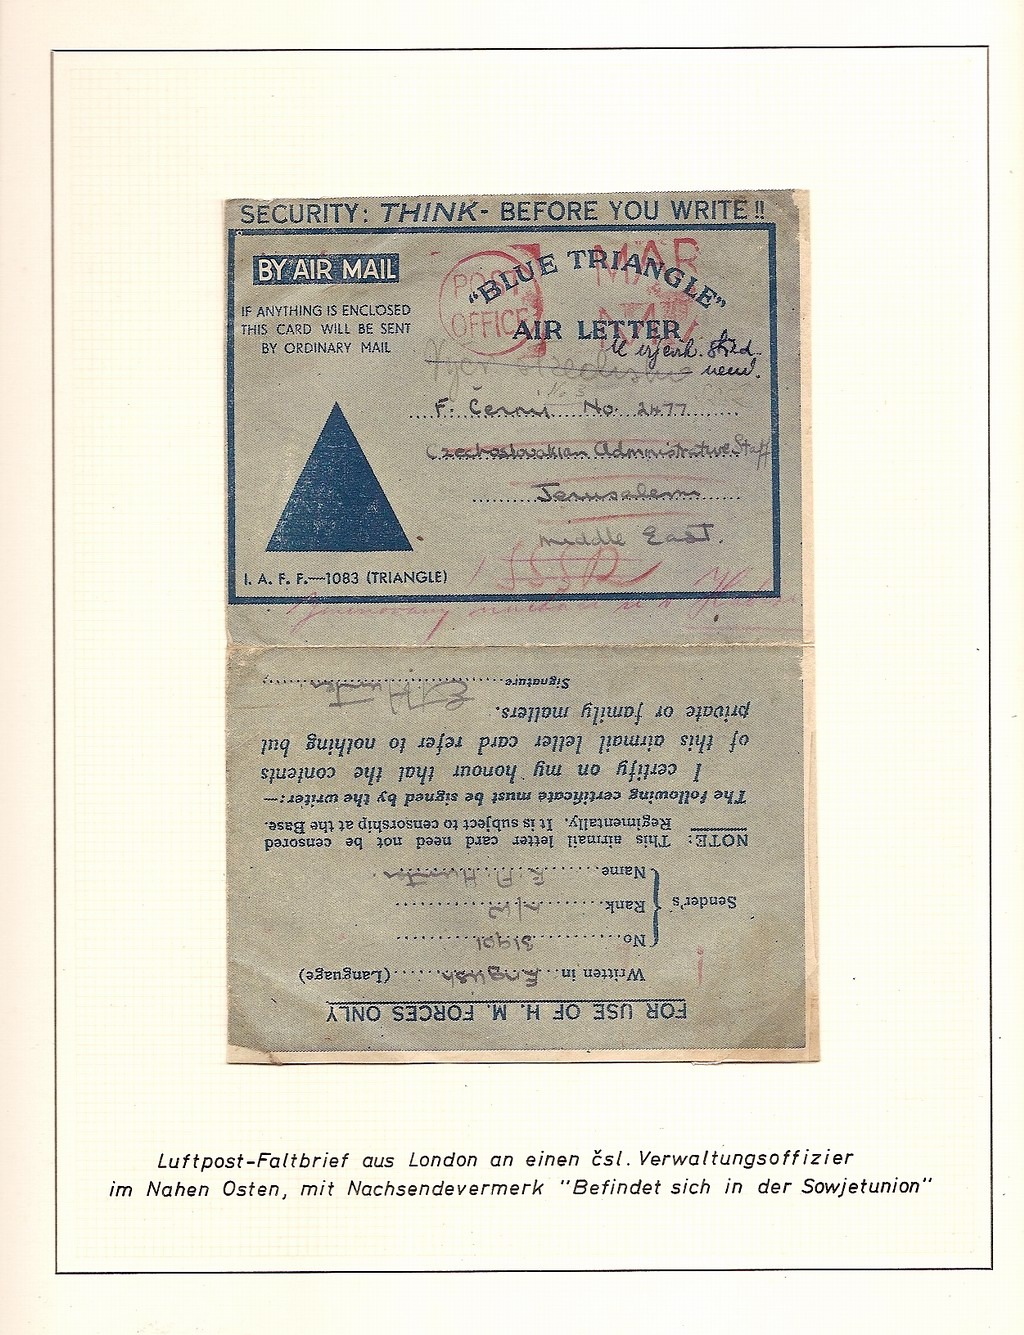 SECURITY: THINK- BEFORE YOU WRITE !!
BY AIR MAIL
IF ANYTHING IS ENCLOSED
THIS CARD WILL BE SENT
BY ORDINARY MAIL
POST
OFFICE
MAR
"BLUE TRIANGLE"
AIR LETTER
F. Černý No. 2477
Czechoslovakian Administrative Staff
Jerusalem
Middle East.
SSSR
I. A. F. F.—1083 (TRIANGLE)
FOR USE OF H. M. FORCES ONLY
Written in English (Language)
Sender's
No. 31401
Rank
Name E. A. Hunter
NOTE: This airmail letter card need not be censored
Regimentally. It is subject to censorship at the Base.
The following certificate must be signed by the writer:—
I certify on my honour that the contents
of this airmail letter card refer to nothing but
private or family matters.
Signature E A Hunter
Luftpost-Faltbrief aus London an einen čsl. Verwaltungsoffizier
im Nahen Osten, mit Nachsendevermerk "Befindet sich in der Sowjetunion"